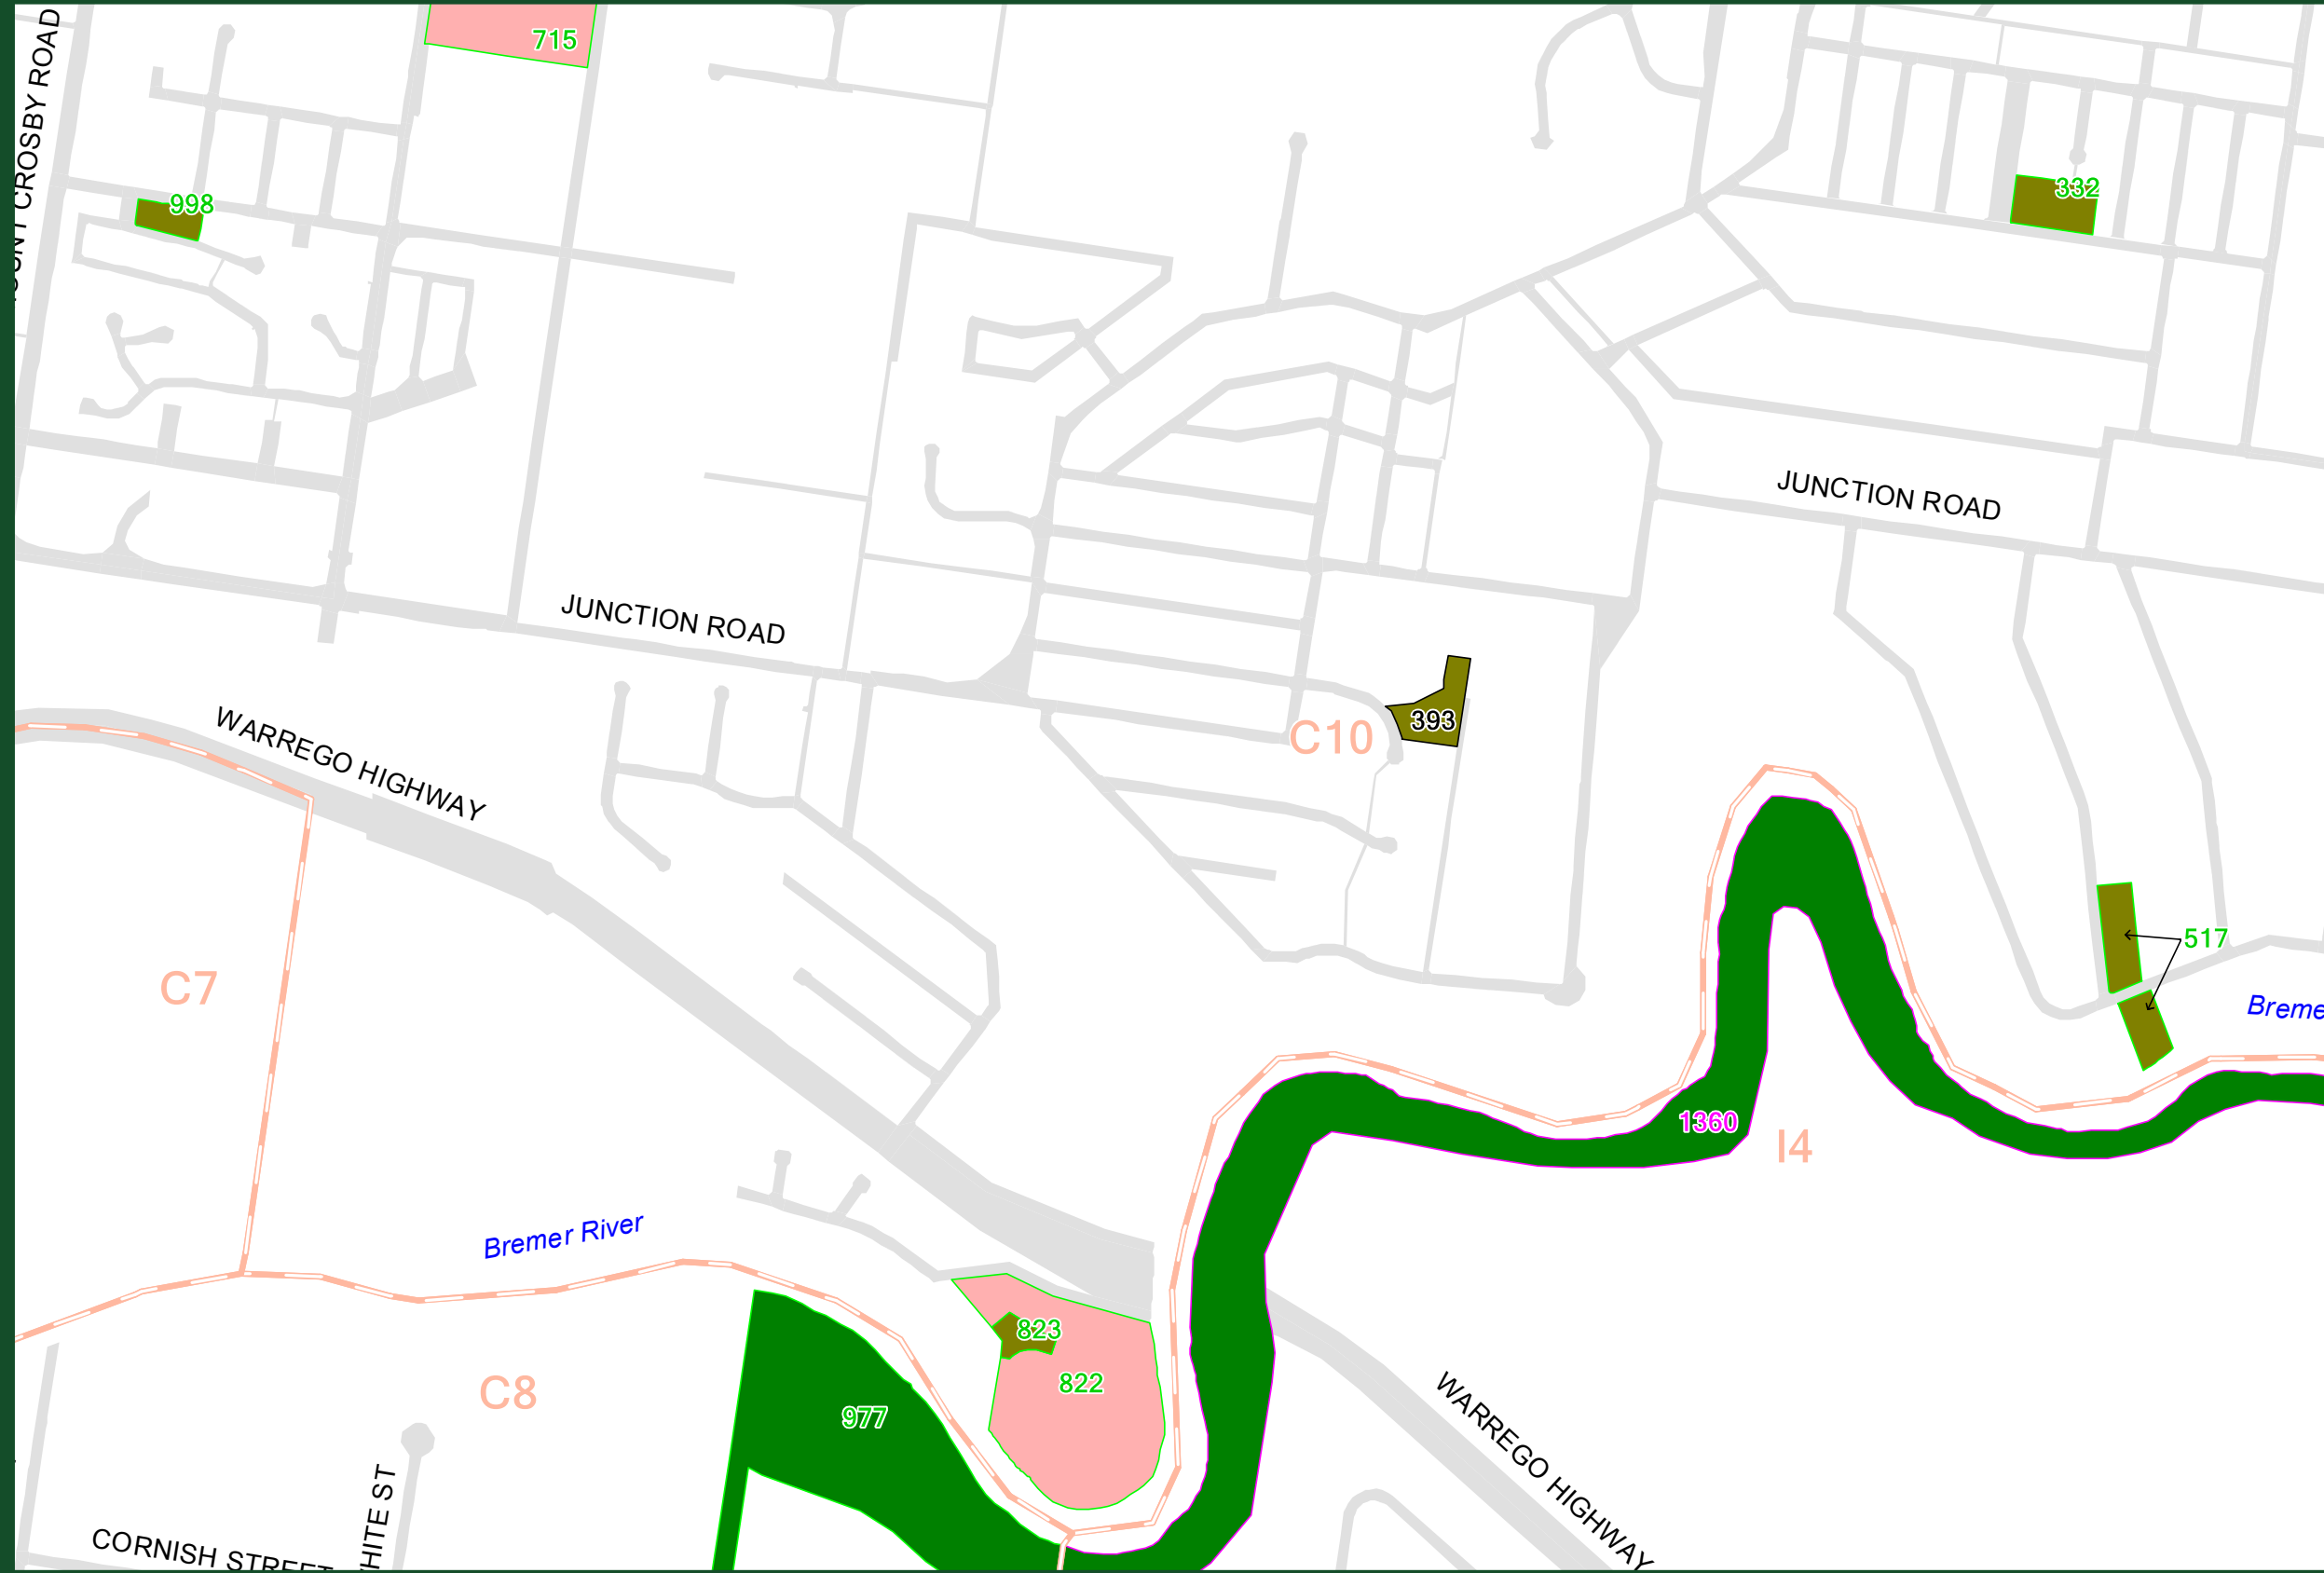 715
MOUNT CROSBY ROAD
998
332
JUNCTION ROAD
JUNCTION ROAD
WARREGO HIGHWAY
C10
393
517
C7
Breme
1360
I4
Bremer River
823
822
C8
977
WARREGO HIGHWAY
CORNISH STREET
HITE ST